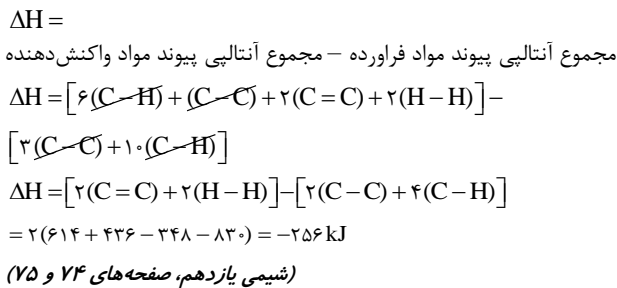 ΔH =
مجموع آنتالپی پیوند مواد فراورده − مجموع آنتالپی پیوند مواد واکنش‌دهنده
ΔH = [۶(C−H) + (C−C) + ۲(C=C) + ۲(H−H)] −
[۳(C−C) + ۱۰(C−H)]
ΔH = [۲(C=C) + ۲(H−H)] − [۲(C−C) + ۴(C−H)]
= ۲(۶۱۴ + ۴۳۶ − ۳۴۸ − ۸۳۰) = −۲۵۶ kJ
(شیمی یازدهم، صفحه‌های ۷۴ و ۷۵)